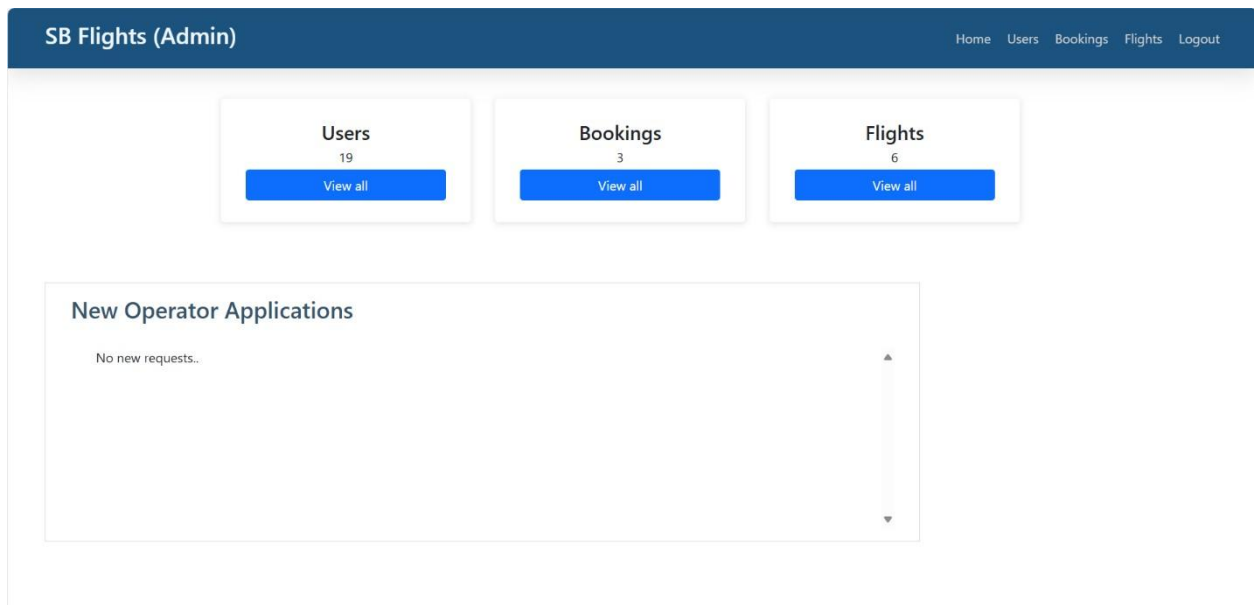 SB Flights (Admin)
Home Users Bookings Flights Logout
Users
19
View all
Bookings
3
View all
Flights
6
View all
New Operator Applications
No new requests..